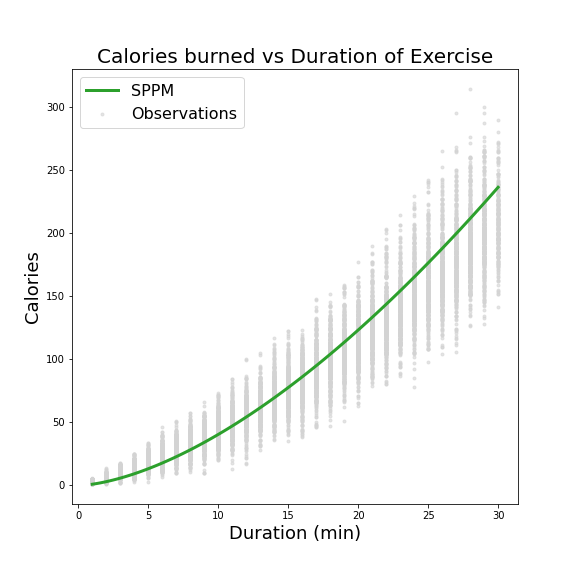 Calories burned vs Duration of Exercise
SPPM
Observations
300
250
200
150
100
50
0
Calories
0 5 10 15 20 25 30
Duration (min)